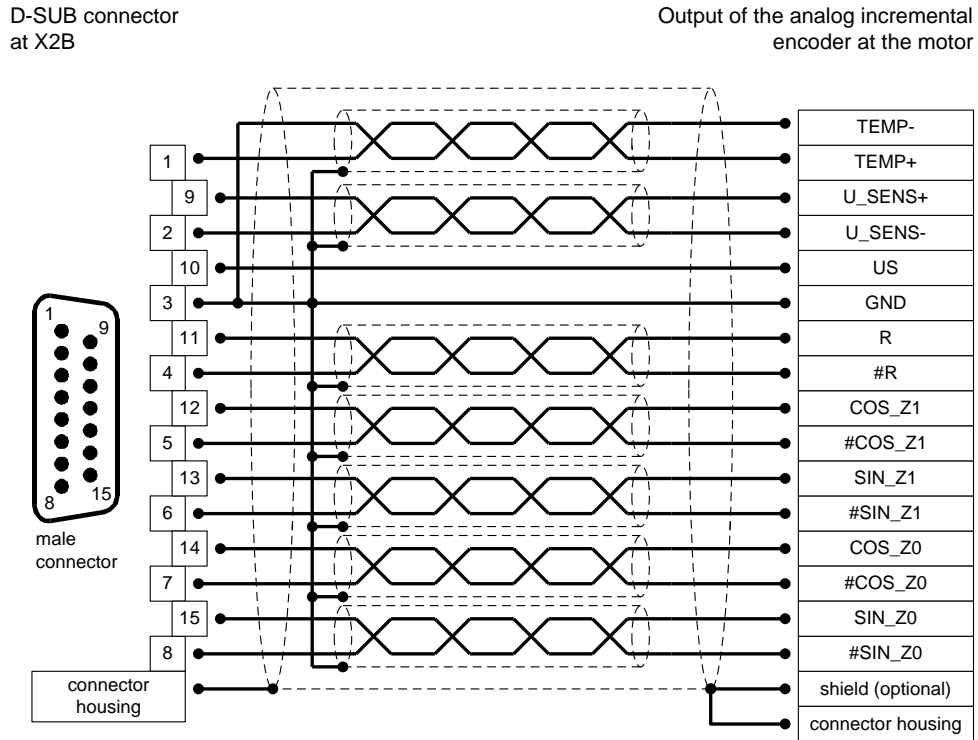 D-SUB connector
at X2B
Output of the analog incremental
encoder at the motor
TEMP-
1
TEMP+
9
U_SENS+
2
U_SENS-
10
US
3
GND
11
R
4
#R
12
COS_Z1
5
#COS_Z1
13
SIN_Z1
6
#SIN_Z1
14
COS_Z0
7
#COS_Z0
15
SIN_Z0
8
#SIN_Z0
connector
housing
shield (optional)
connector housing
1
9
8
15
male
connector